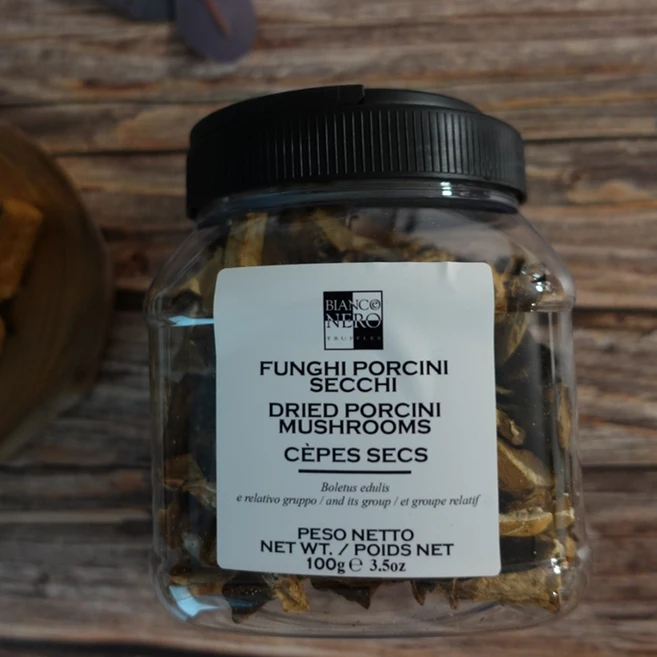 BIANCO
NERO
TRUFFLES
FUNGHI PORCINI
SECCHI
DRIED PORCINI
MUSHROOMS
CÈPES SECS
Boletus edulis
e relativo gruppo / and its group / et groupe relatif
PESO NETTO
NET WT. / POIDS NET
100g ℮ 3.5oz